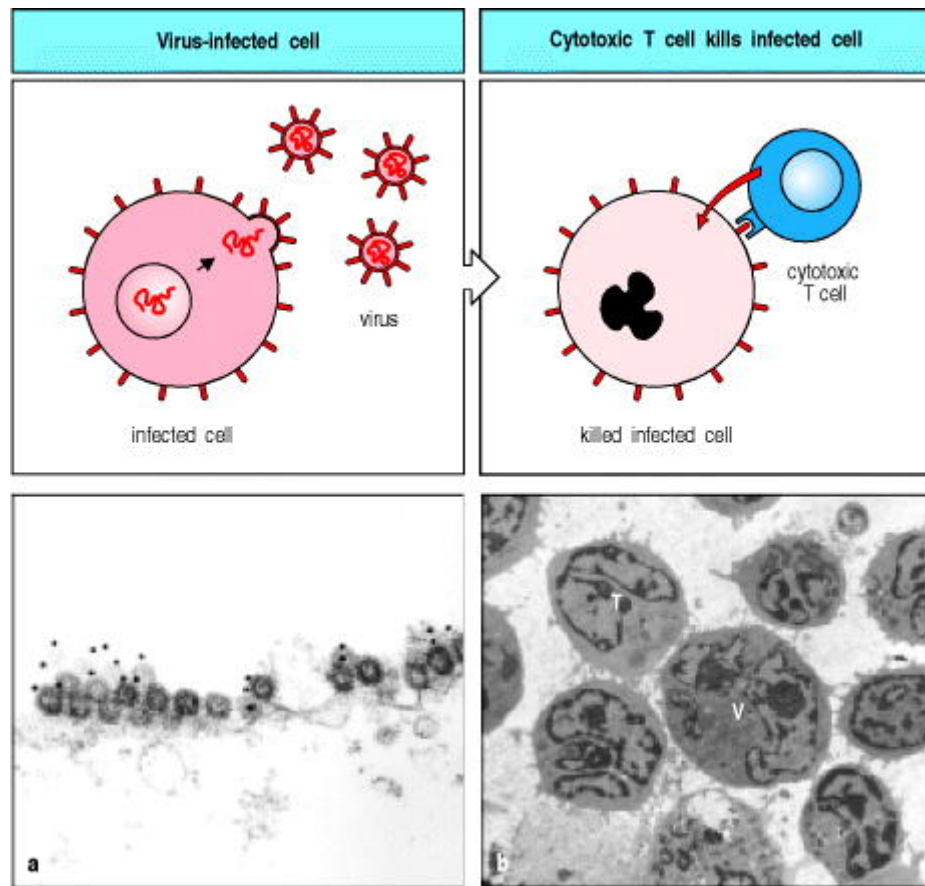 Virus-infected cell
Cytotoxic T cell kills infected cell
virus
infected cell
cytotoxic
T cell
killed infected cell
a
T
V
b